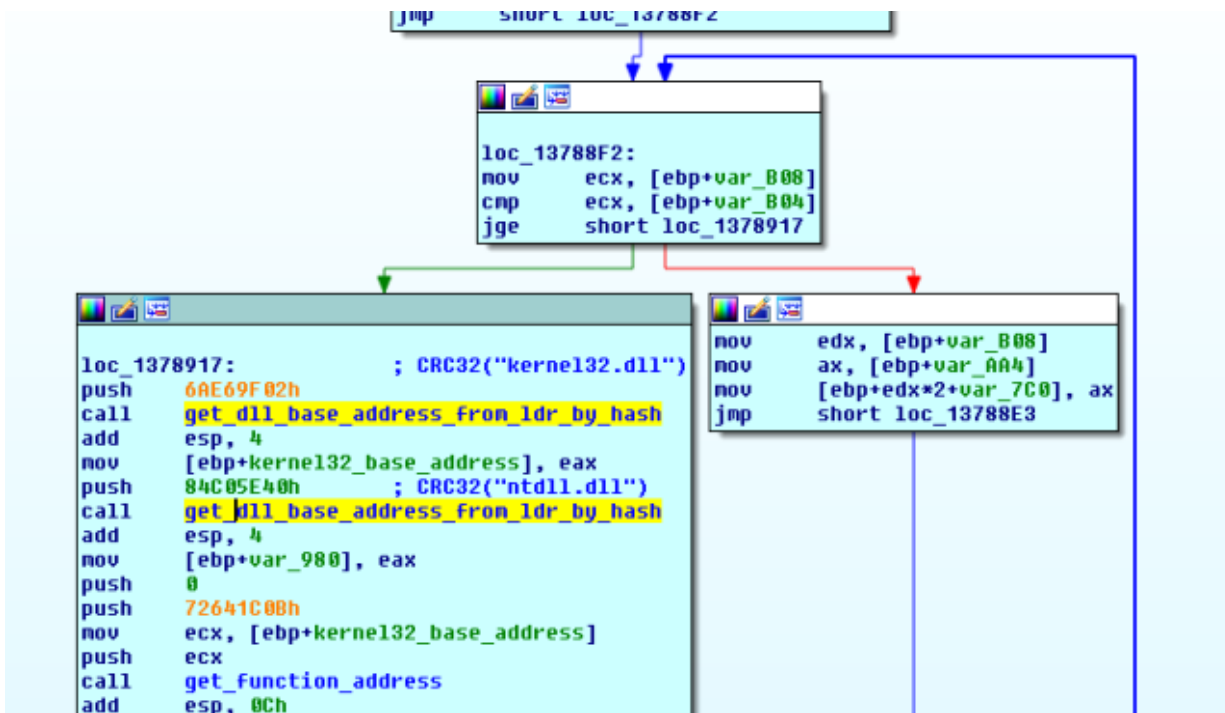 jmp     short loc_13788F2
loc_13788F2:
mov     ecx, [ebp+var_B08]
cmp     ecx, [ebp+var_B04]
jge     short loc_1378917
loc_1378917:            ; CRC32("kernel32.dll")
push    6AE69F02h
call    get_dll_base_address_from_ldr_by_hash
add     esp, 4
mov     [ebp+kernel32_base_address], eax
push    84C05E40h       ; CRC32("ntdll.dll")
call    get_dll_base_address_from_ldr_by_hash
add     esp, 4
mov     [ebp+var_980], eax
push    0
push    72641C0Bh
mov     ecx, [ebp+kernel32_base_address]
push    ecx
call    get_function_address
add     esp, 0Ch
mov     edx, [ebp+var_B08]
mov     ax, [ebp+var_AA4]
mov     [ebp+edx*2+var_7C0], ax
jmp     short loc_13788E3